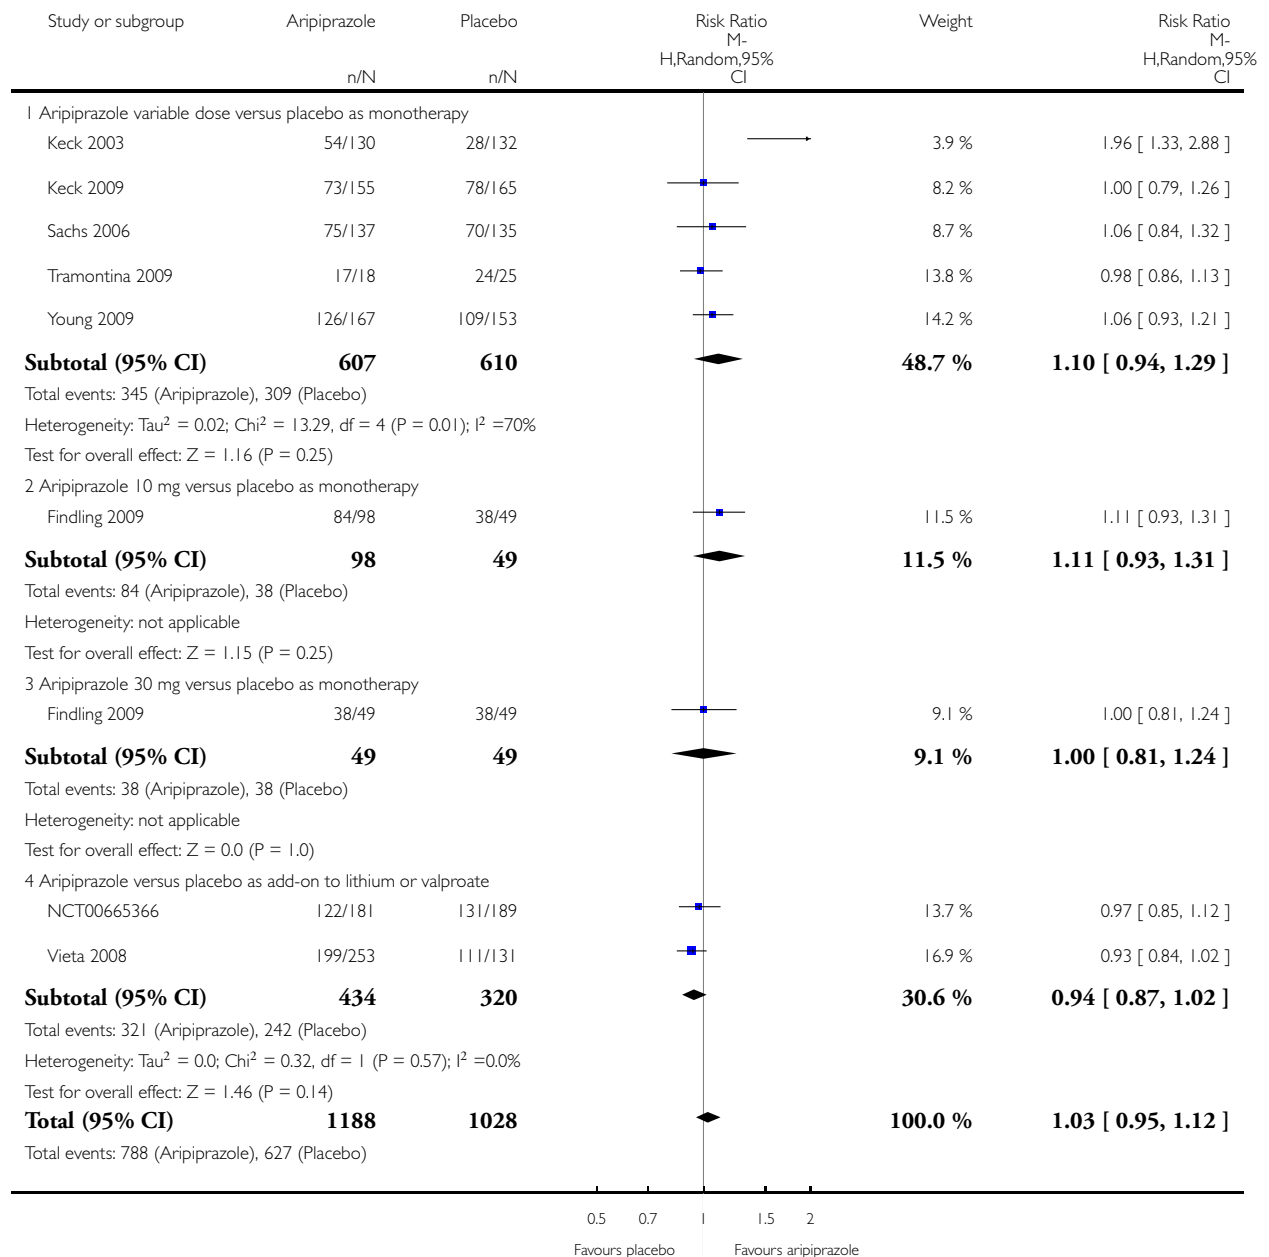 Study or subgroup Aripiprazole Placebo Risk Ratio Weight Risk Ratio
M- M-
H,Random,95% H,Random,95%
n/N n/N CI CI
1 Aripiprazole variable dose versus placebo as monotherapy
Keck 2003 54/130 28/132 3.9 % 1.96 [ 1.33, 2.88 ]
Keck 2009 73/155 78/165 8.2 % 1.00 [ 0.79, 1.26 ]
Sachs 2006 75/137 70/135 8.7 % 1.06 [ 0.84, 1.32 ]
Tramontina 2009 17/18 24/25 13.8 % 0.98 [ 0.86, 1.13 ]
Young 2009 126/167 109/153 14.2 % 1.06 [ 0.93, 1.21 ]
Subtotal (95% CI) 607 610 48.7 % 1.10 [ 0.94, 1.29 ]
Total events: 345 (Aripiprazole), 309 (Placebo)
Heterogeneity: Tau² = 0.02; Chi² = 13.29, df = 4 (P = 0.01); I² =70%
Test for overall effect: Z = 1.16 (P = 0.25)
2 Aripiprazole 10 mg versus placebo as monotherapy
Findling 2009 84/98 38/49 11.5 % 1.11 [ 0.93, 1.31 ]
Subtotal (95% CI) 98 49 11.5 % 1.11 [ 0.93, 1.31 ]
Total events: 84 (Aripiprazole), 38 (Placebo)
Heterogeneity: not applicable
Test for overall effect: Z = 1.15 (P = 0.25)
3 Aripiprazole 30 mg versus placebo as monotherapy
Findling 2009 38/49 38/49 9.1 % 1.00 [ 0.81, 1.24 ]
Subtotal (95% CI) 49 49 9.1 % 1.00 [ 0.81, 1.24 ]
Total events: 38 (Aripiprazole), 38 (Placebo)
Heterogeneity: not applicable
Test for overall effect: Z = 0.0 (P = 1.0)
4 Aripiprazole versus placebo as add-on to lithium or valproate
NCT00665366 122/181 131/189 13.7 % 0.97 [ 0.85, 1.12 ]
Vieta 2008 199/253 111/131 16.9 % 0.93 [ 0.84, 1.02 ]
Subtotal (95% CI) 434 320 30.6 % 0.94 [ 0.87, 1.02 ]
Total events: 321 (Aripiprazole), 242 (Placebo)
Heterogeneity: Tau² = 0.0; Chi² = 0.32, df = 1 (P = 0.57); I² =0.0%
Test for overall effect: Z = 1.46 (P = 0.14)
Total (95% CI) 1188 1028 100.0 % 1.03 [ 0.95, 1.12 ]
Total events: 788 (Aripiprazole), 627 (Placebo)
0.5 0.7 1 1.5 2
Favours placebo Favours aripiprazole